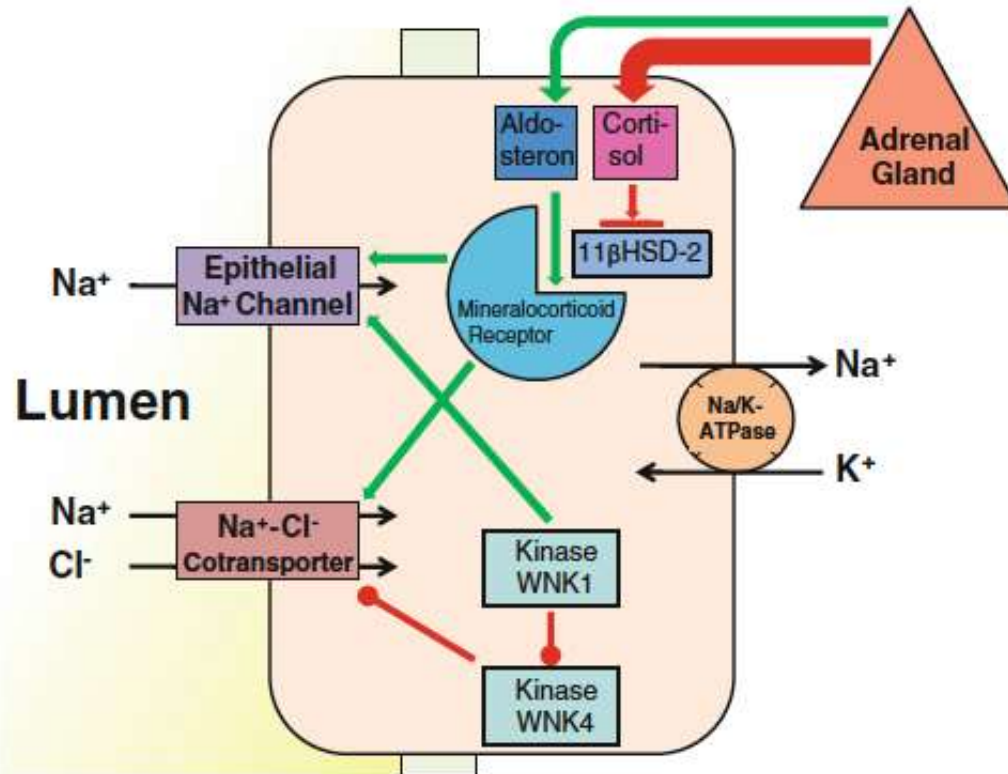 Aldo-
steron
Corti-
sol
Adrenal
Gland
11βHSD-2
Epithelial
Na⁺ Channel
Na⁺
Mineralocorticoid
Receptor
Lumen
Na⁺
Na/K-
ATPase
K⁺
Na⁺
Cl⁻
Na⁺-Cl⁻
Cotransporter
Kinase
WNK1
Kinase
WNK4